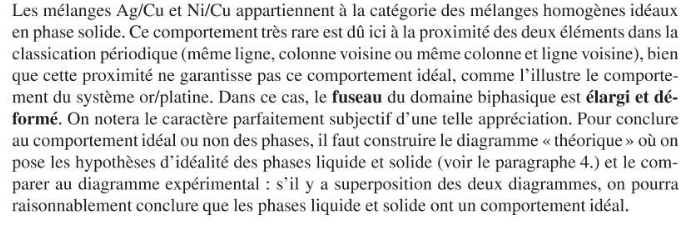 Les mélanges Ag/Cu et Ni/Cu appartiennent à la catégorie des mélanges homogènes idéaux
en phase solide. Ce comportement très rare est dû ici à la proximité des deux éléments dans la
classication périodique (même ligne, colonne voisine ou même colonne et ligne voisine), bien
que cette proximité ne garantisse pas ce comportement idéal, comme l'illustre le comporte-
ment du système or/platine. Dans ce cas, le fuseau du domaine biphasique est élargi et dé-
formé. On notera le caractère parfaitement subjectif d'une telle appréciation. Pour conclure
au comportement idéal ou non des phases, il faut construire le diagramme « théorique » où on
pose les hypothèses d'idéalité des phases liquide et solide (voir le paragraphe 4.) et le com-
parer au diagramme expérimental : s'il y a superposition des deux diagrammes, on pourra
raisonnablement conclure que les phases liquide et solide ont un comportement idéal.